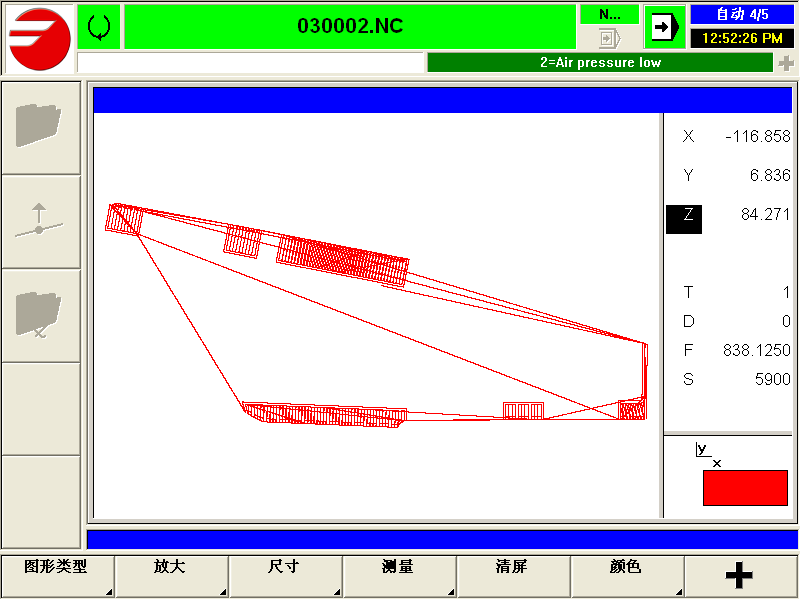 030002.NC
N...
自动 4/5
12:52:26 PM
2=Air pressure low
X -116.858
Y 6.836
Z 84.271
T 1
D 0
F 838.1250
S 5900
y
x
图形类型 放大 尺寸 测量 清屏 颜色